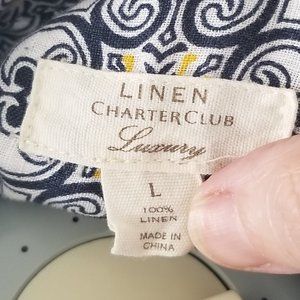 LINEN
CHARTER CLUB
Luxury
L
100%
LINEN
MADE IN
CHINA